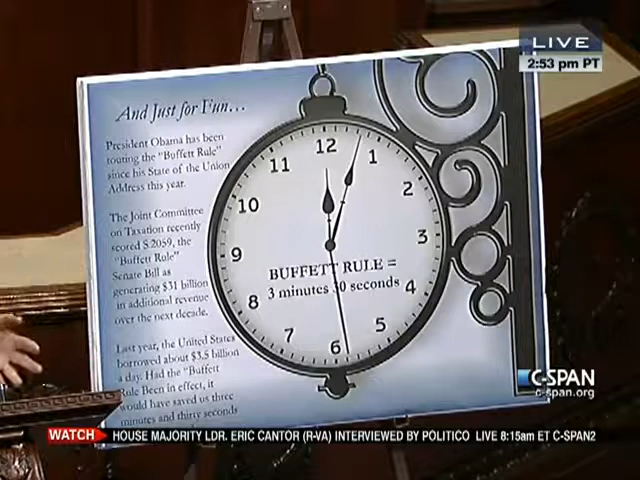 LIVE
2:53 pm PT
And Just for Fun...
President Obama has been
touting the "Buffett Rule"
since his State of the Union
Address this year.
The Joint Committee
on Taxation recently
scored S.2059, the
"Buffett Rule"
Senate Bill as
generating $31 billion
in additional revenue
over the next decade.
Last year, the United States
borrowed about $3.5 billion
a day. Had the "Buffett
Rule Been in effect, it
would have saved us three
minutes and thirty seconds
12
1
2
3
4
5
6
7
8
9
10
11
BUFFETT RULE =
3 minutes 30 seconds
C-SPAN
c-span.org
WATCH HOUSE MAJORITY LDR. ERIC CANTOR (R-VA) INTERVIEWED BY POLITICO LIVE 8:15am ET C-SPAN2